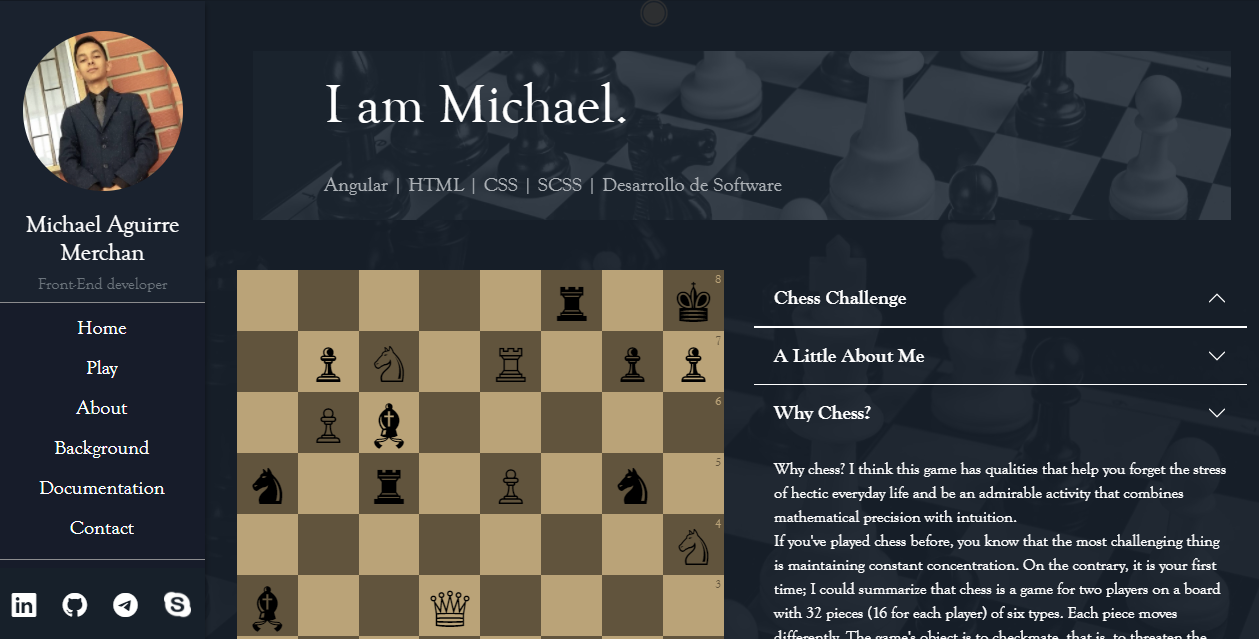 Michael Aguirre
Merchan
Front-End developer
Home
Play
About
Background
Documentation
Contact
in
S
I am Michael.
Angular | HTML | CSS | SCSS | Desarrollo de Software
8
7
6
5
4
3
Chess Challenge
A Little About Me
Why Chess?
Why chess? I think this game has qualities that help you forget the stress
of hectic everyday life and be an admirable activity that combines
mathematical precision with intuition.
If you've played chess before, you know that the most challenging thing
is maintaining constant concentration. On the contrary, it is your first
time; I could summarize that chess is a game for two players on a board
with 32 pieces (16 for each player) of six types. Each piece moves
differently. The game's object is to checkmate, that is, to threaten the